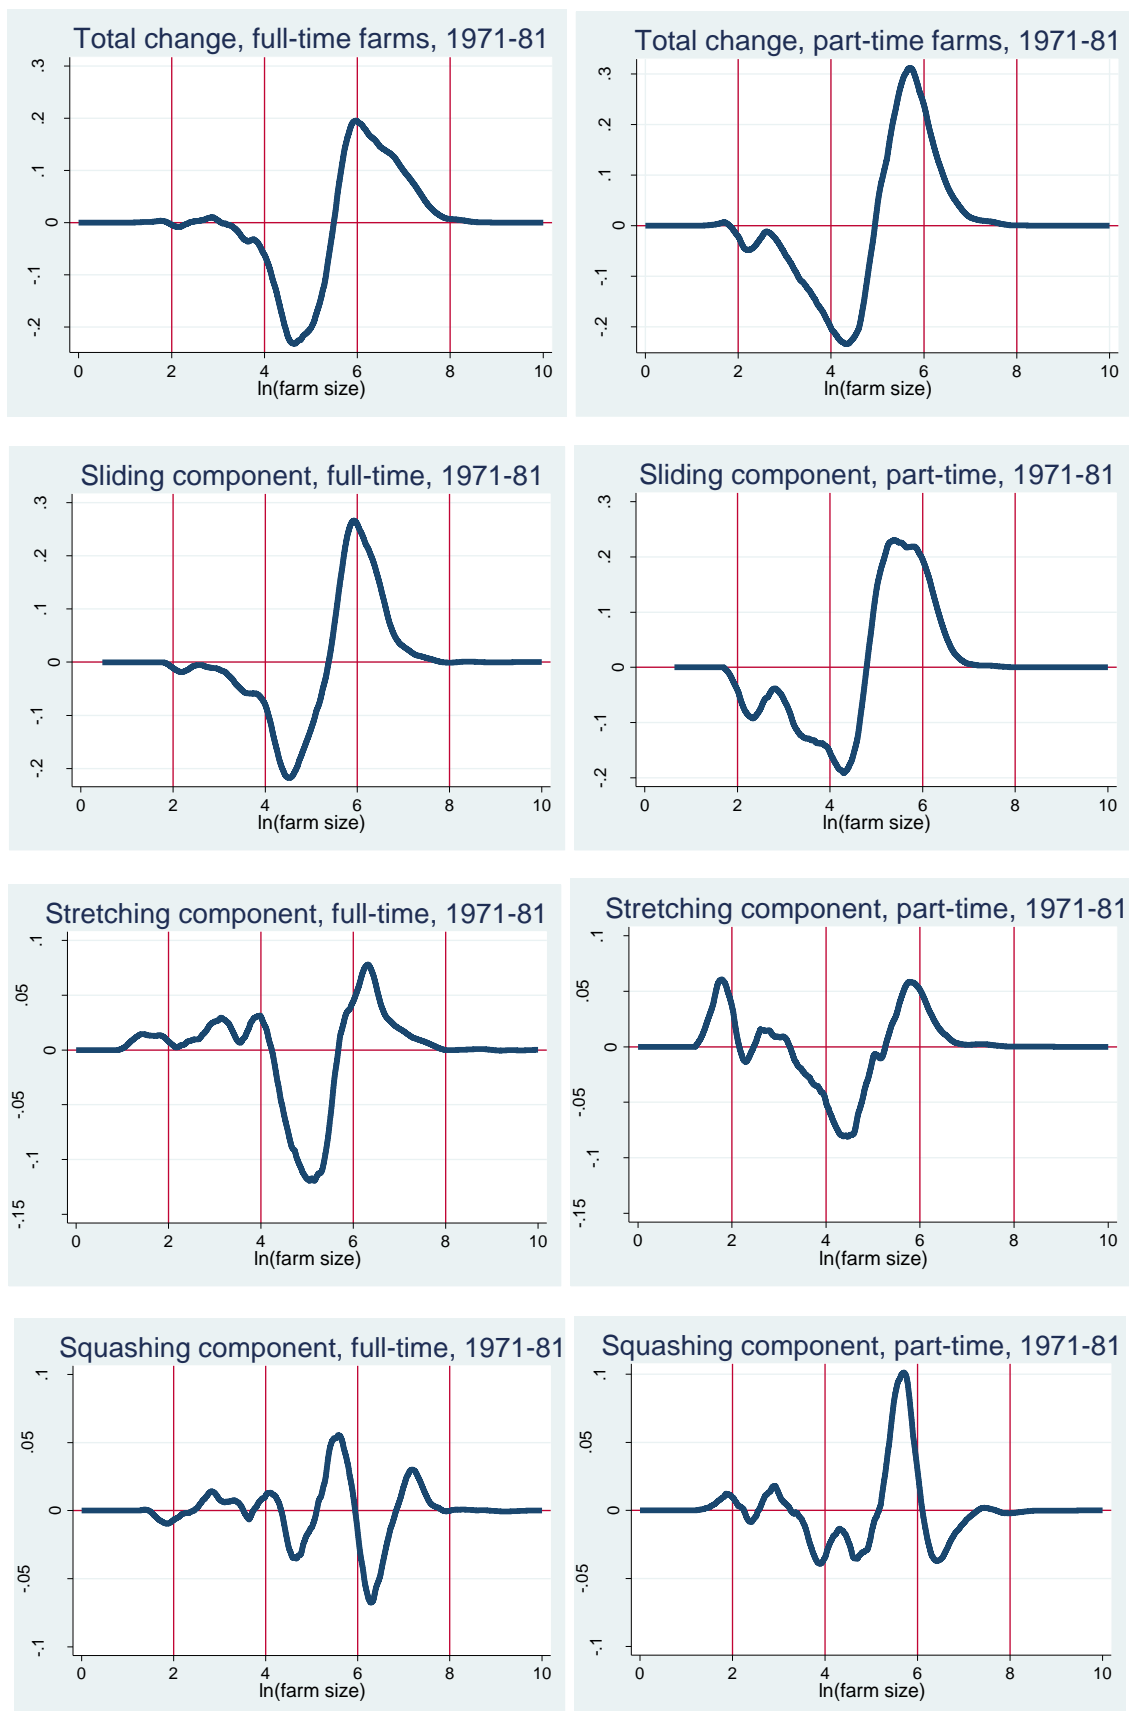 Total change, full-time farms, 1971-81
.3
.2
.1
0
-.1
-.2
0 2 4 6 8 10
ln(farm size)
Total change, part-time farms, 1971-81
.3
.2
.1
0
-.1
-.2
0 2 4 6 8 10
ln(farm size)
Sliding component, full-time, 1971-81
.3
.2
.1
0
-.1
-.2
0 2 4 6 8 10
ln(farm size)
Sliding component, part-time, 1971-81
.3
.2
.1
0
-.1
-.2
0 2 4 6 8 10
ln(farm size)
Stretching component, full-time, 1971-81
.1
.05
0
-.05
-.1
-.15
0 2 4 6 8 10
ln(farm size)
Stretching component, part-time, 1971-81
.1
.05
0
-.05
-.1
-.15
0 2 4 6 8 10
ln(farm size)
Squashing component, full-time, 1971-81
.1
.05
0
-.05
-.1
0 2 4 6 8 10
ln(farm size)
Squashing component, part-time, 1971-81
.1
.05
0
-.05
-.1
0 2 4 6 8 10
ln(farm size)